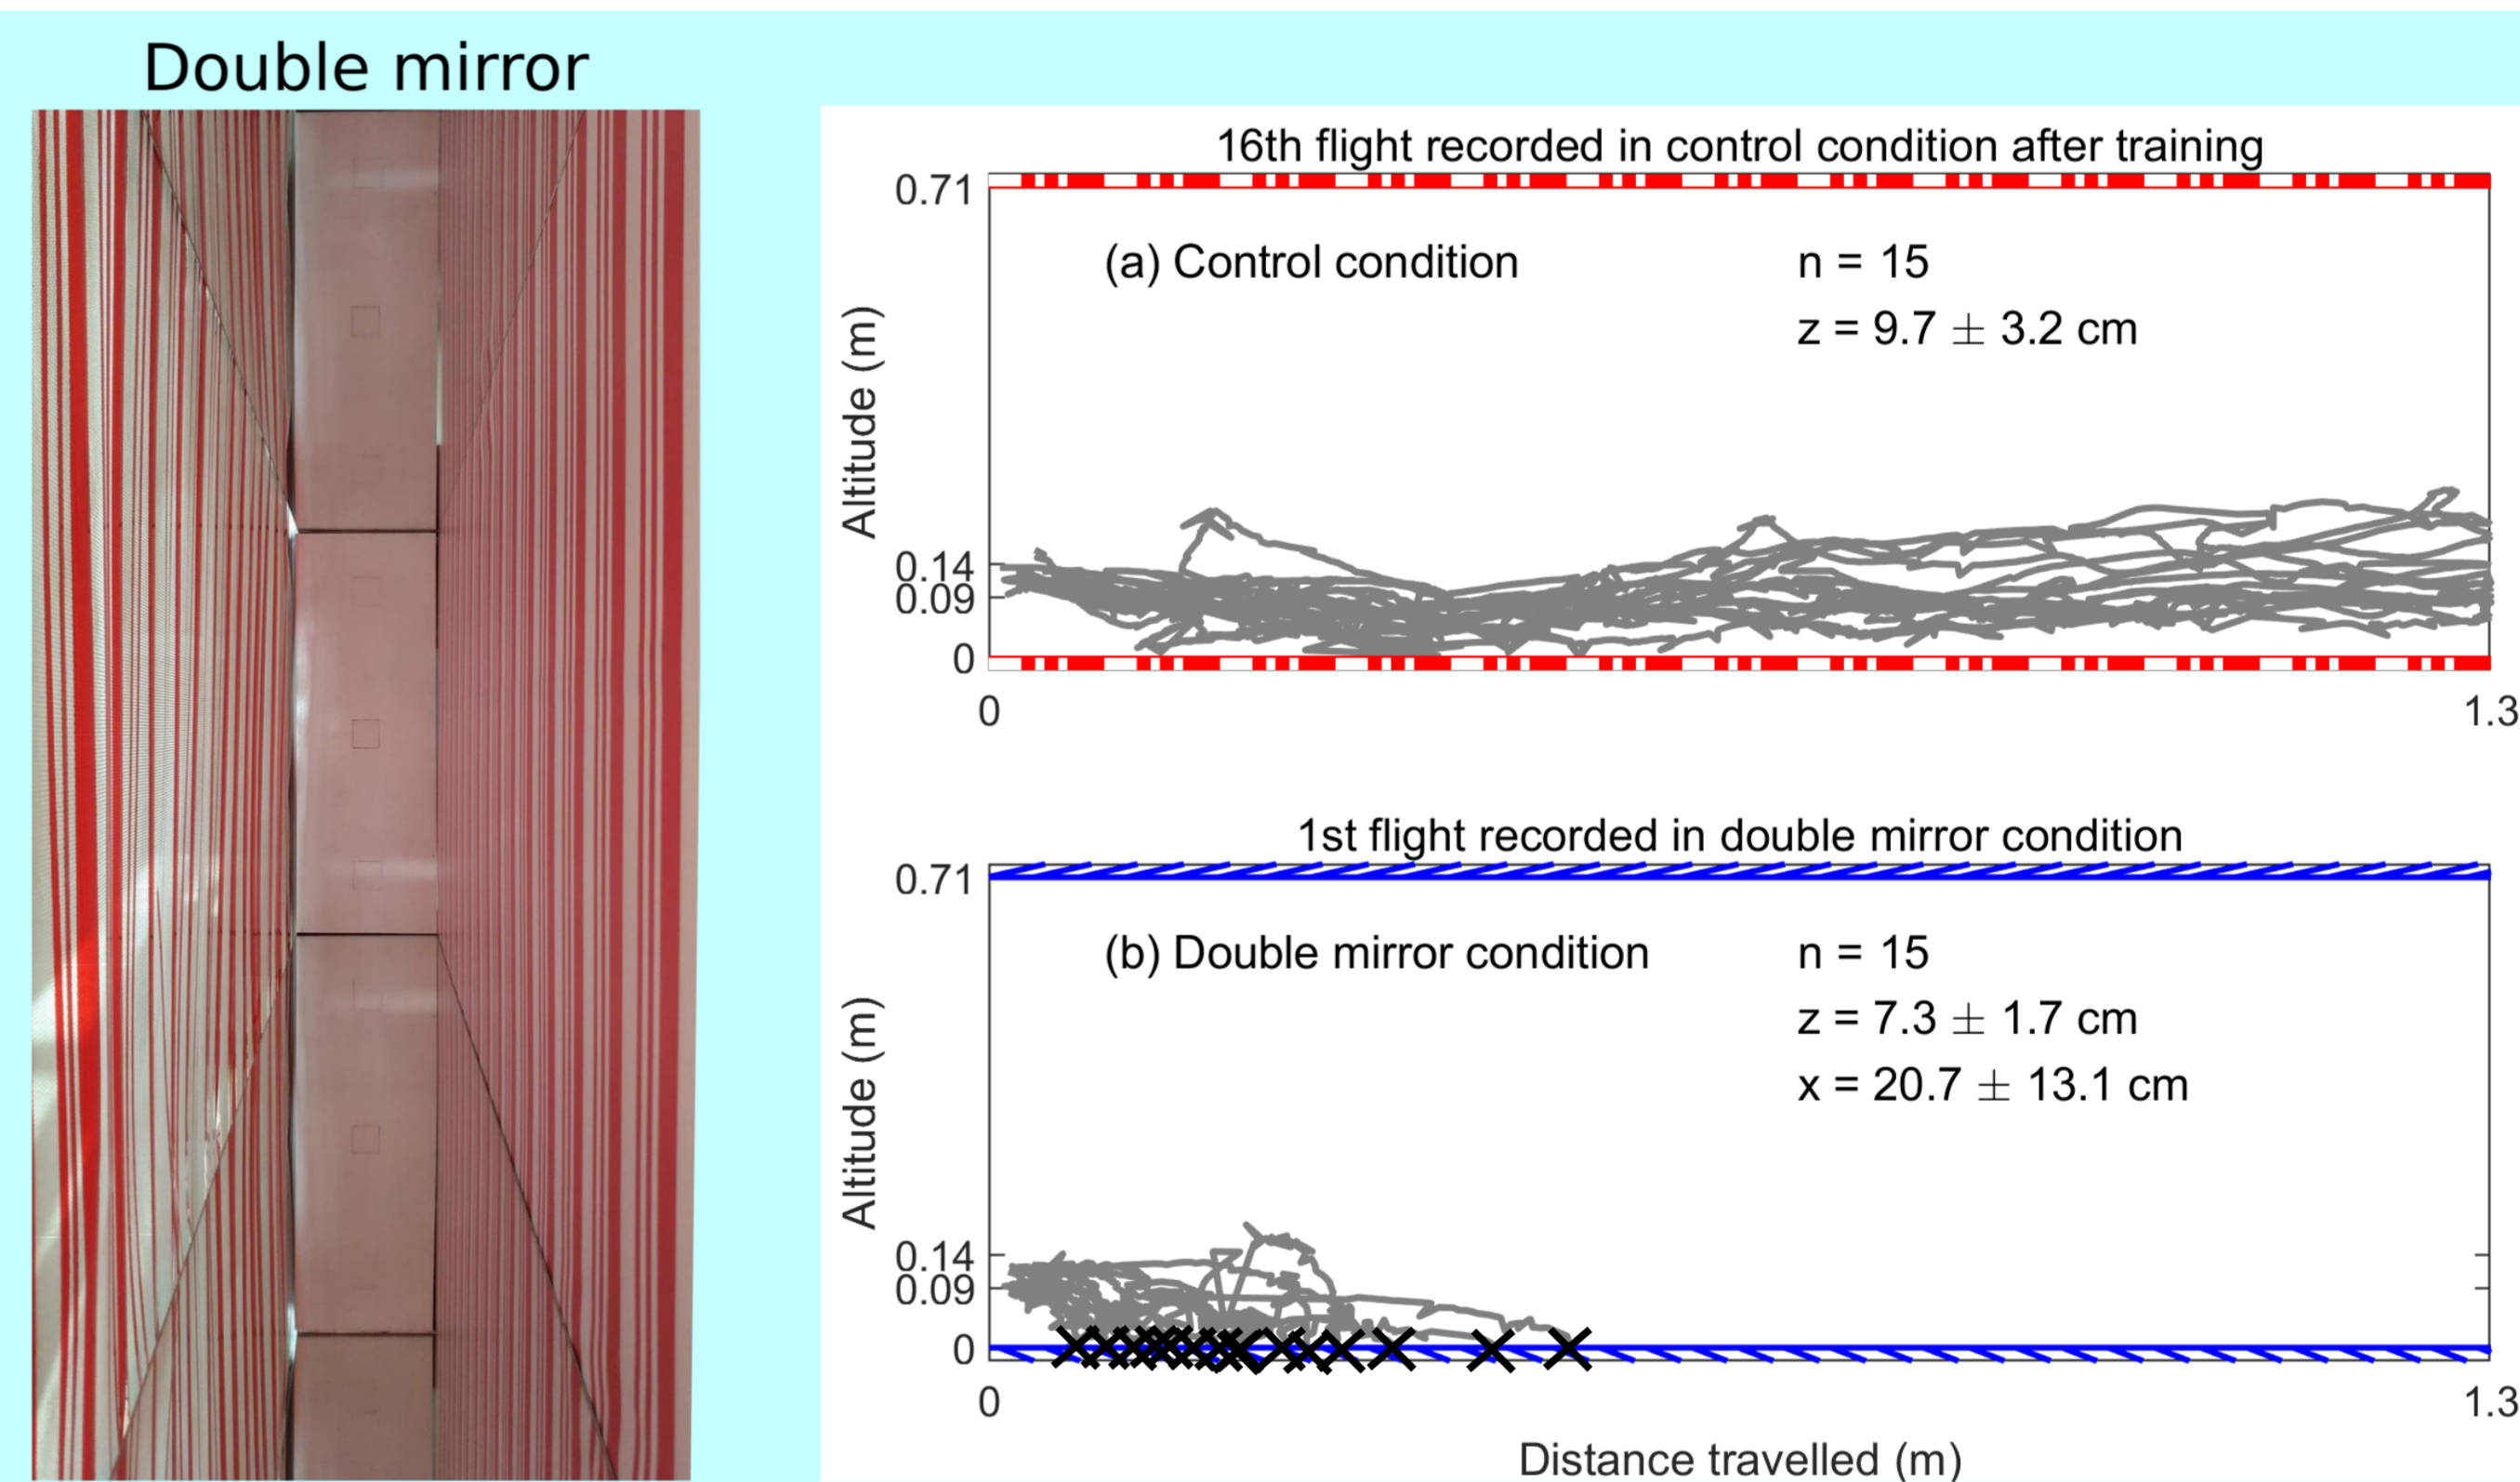 Double mirror
16th flight recorded in control condition after training
0.71
(a) Control condition
n = 15
z = 9.7 ± 3.2 cm
Altitude (m)
0.14
0.09
0
0
1.3
1st flight recorded in double mirror condition
0.71
(b) Double mirror condition
n = 15
z = 7.3 ± 1.7 cm
x = 20.7 ± 13.1 cm
Altitude (m)
0.14
0.09
0
0
1.3
Distance travelled (m)